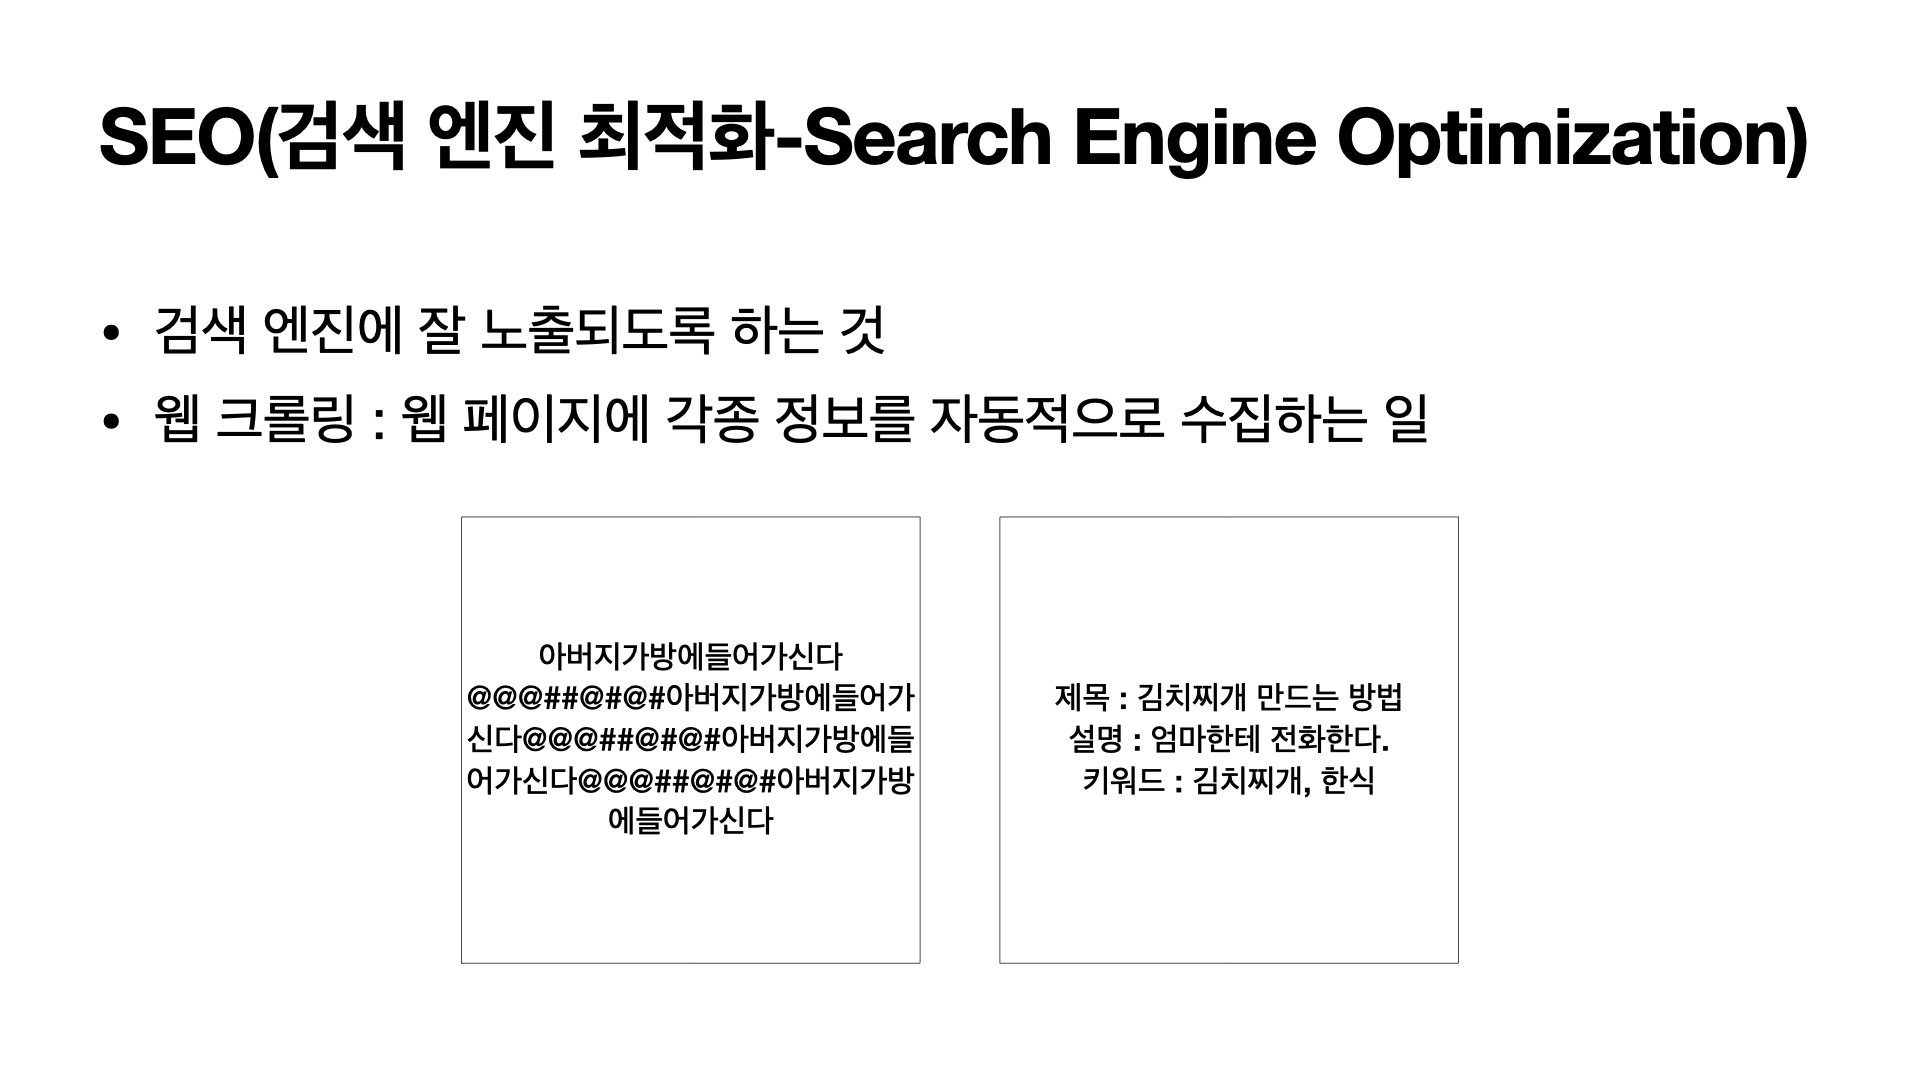 SEO(검색 엔진 최적화-Search Engine Optimization)
• 검색 엔진에 잘 노출되도록 하는 것
• 웹 크롤링 : 웹 페이지에 각종 정보를 자동적으로 수집하는 일
아버지가방에들어가신다
@@@##@#@#아버지가방에들어가
신다@@@##@#@#아버지가방에들
어가신다@@@##@#@#아버지가방
에들어가신다
제목 : 김치찌개 만드는 방법
설명 : 엄마한테 전화한다.
키워드 : 김치찌개, 한식